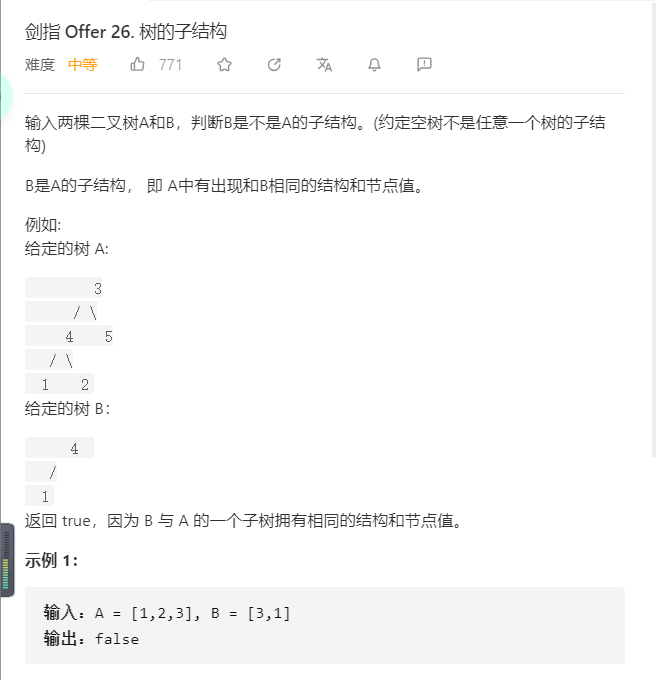 剑指 Offer 26. 树的子结构
难度 中等 771
输入两棵二叉树A和B，判断B是不是A的子结构。(约定空树不是任意一个树的子结
构)
B是A的子结构， 即 A中有出现和B相同的结构和节点值。
例如:
给定的树 A:
3
/ \
4 5
/ \
1 2
给定的树 B：
4
/
1
返回 true，因为 B 与 A 的一个子树拥有相同的结构和节点值。
示例 1：
输入：A = [1,2,3], B = [3,1]
输出：false